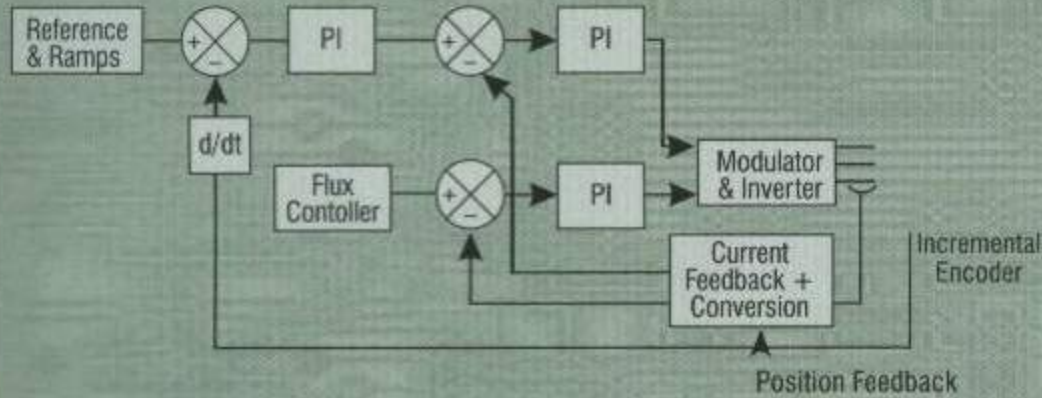 Reference
& Ramps
+
−
PI
+
−
PI
d/dt
Flux
Contoller
+
−
PI
Modulator
& Inverter
Current
Feedback +
Conversion
Incremental
Encoder
Position Feedback